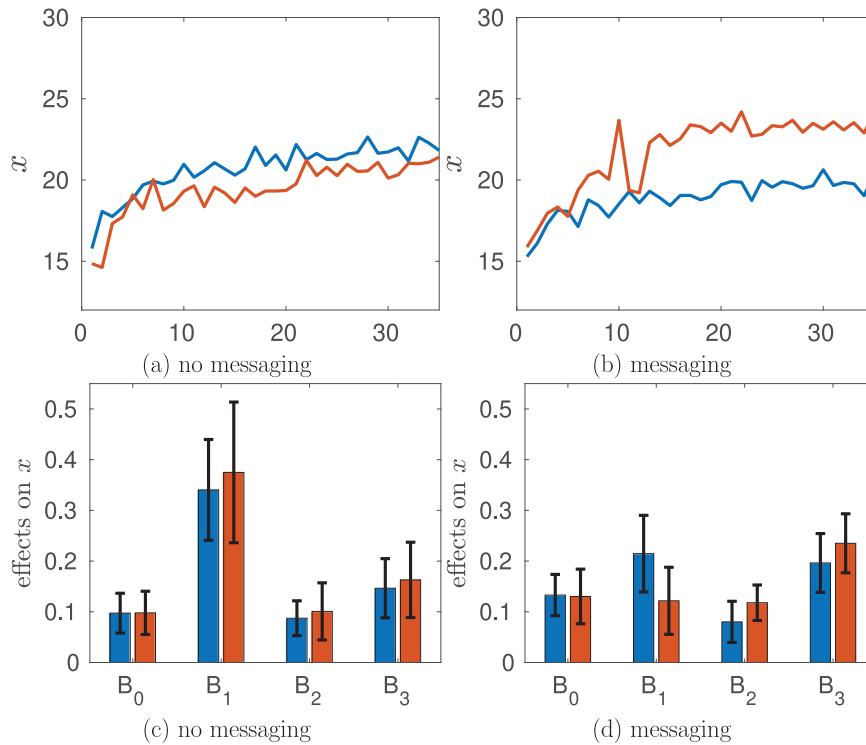 30
25
20
15
x
0 10 20 30
(a) no messaging
30
25
20
15
x
0 10 20 30
(b) messaging
0.5
0.4
0.3
0.2
0.1
0
effects on x
B0 B1 B2 B3
(c) no messaging
0.5
0.4
0.3
0.2
0.1
0
effects on x
B0 B1 B2 B3
(d) messaging